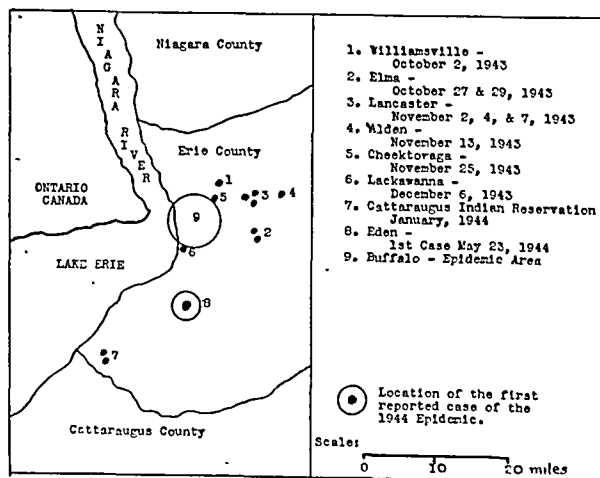 Niagara County
NIAGARA RIVER
Erie County
ONTARIO
CANADA
LAKE ERIE
Cattaraugus County
1
5
3
4
9
2
6
8
7
1. Williamsville -
October 2, 1943
2. Elma -
October 27 & 29, 1943
3. Lancaster -
November 2, 4, & 7, 1943
4. Alden -
November 13, 1943
5. Cheektovaga -
November 25, 1943
6. Lackawanna -
December 6, 1943
7. Cattaraugus Indian Reservation
January, 1944
8. Eden -
1st Case May 23, 1944
9. Buffalo - Epidemic Area
Location of the first
reported case of the
1944 Epidemic.
Scale:
0 10 20 miles